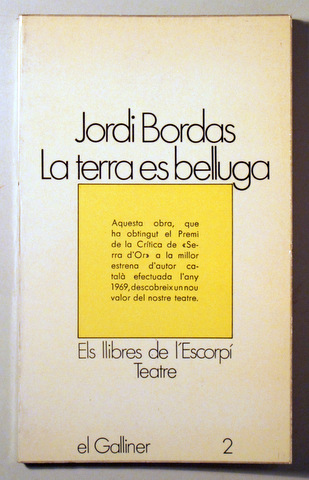 Jordi Bordas
La terra es belluga
Aquesta obra, que
ha obtingut el Premi
de la Crítica de «Se-
rra d'Or» a la millor
estrena d'autor ca-
talà efectuada l'any
1969, descobreix un nou
valor del nostre teatre.
Els llibres de l'Escorpí
Teatre
el Galliner 2